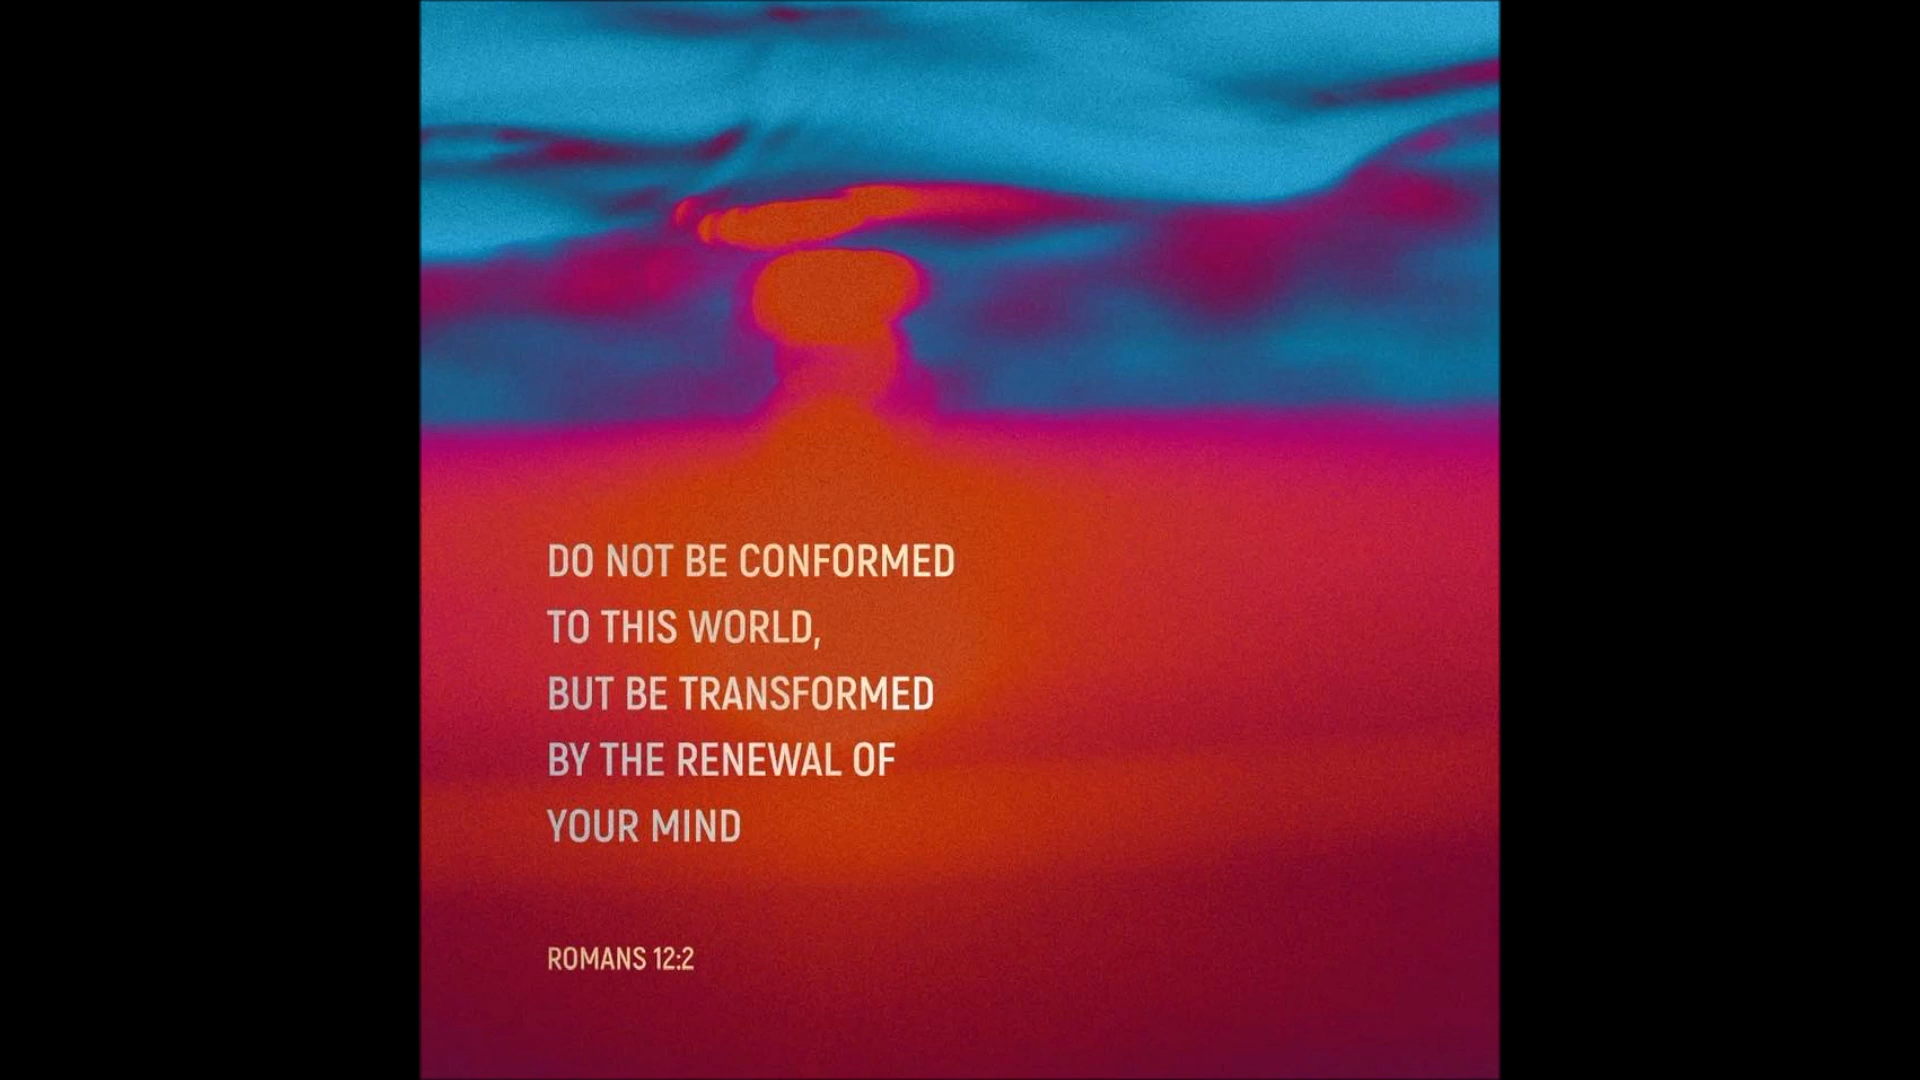 DO NOT BE CONFORMED
TO THIS WORLD,
BUT BE TRANSFORMED
BY THE RENEWAL OF
YOUR MIND
ROMANS 12:2